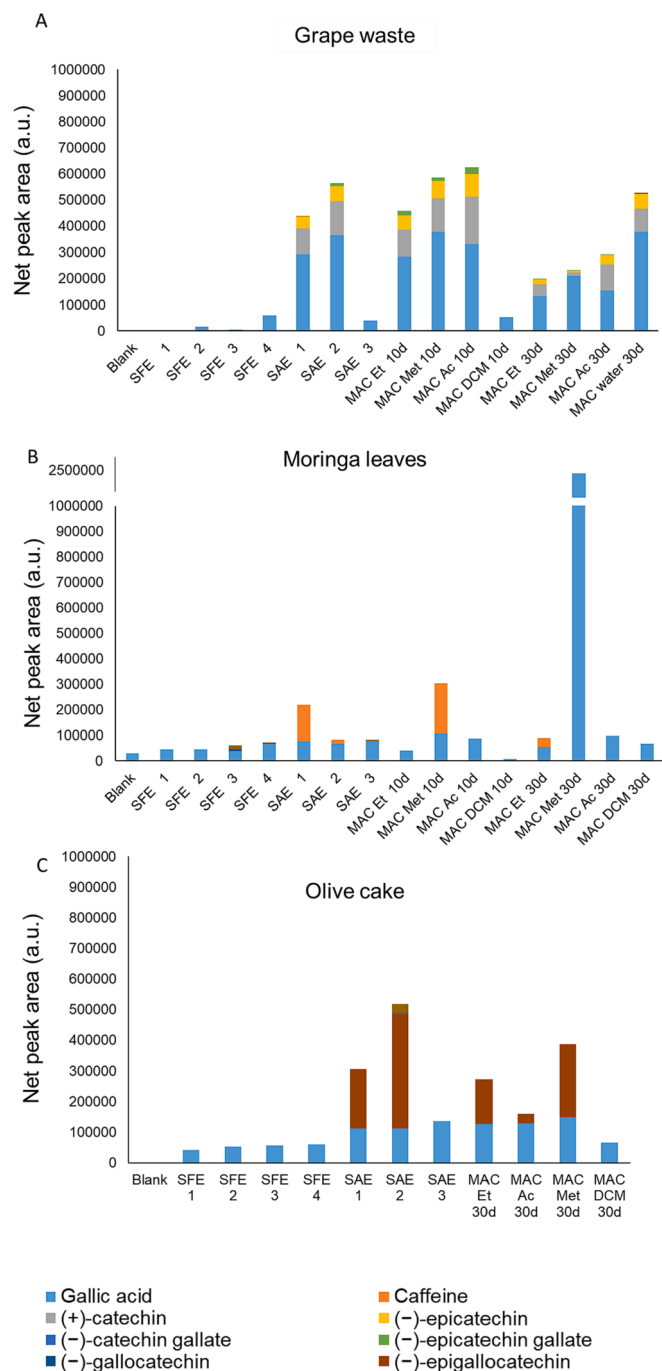 A
Grape waste
Net peak area (a.u.)
1000000
900000
800000
700000
600000
500000
400000
300000
200000
100000
0
Blank
SFE 1
SFE 2
SFE 3
SFE 4
SAE 1
SAE 2
SAE 3
MAC Et 10d
MAC Met 10d
MAC Ac 10d
MAC DCM 10d
MAC Et 30d
MAC Met 30d
MAC Ac 30d
MAC water 30d
B
Moringa leaves
Net peak area (a.u.)
2500000
1000000
900000
800000
700000
600000
500000
400000
300000
200000
100000
0
Blank
SFE 1
SFE 2
SFE 3
SFE 4
SAE 1
SAE 2
SAE 3
MAC Et 10d
MAC Met 10d
MAC Ac 10d
MAC DCM 10d
MAC Et 30d
MAC Met 30d
MAC Ac 30d
MAC DCM 30d
C
Olive cake
Net peak area (a.u.)
1000000
900000
800000
700000
600000
500000
400000
300000
200000
100000
0
Blank SFE SFE SFE SFE SAE SAE SAE MAC MAC MAC MAC
1 2 3 4 1 2 3 Et Ac Met DCM
30d 30d 30d 30d
Gallic acid Caffeine
(+)-catechin (−)-epicatechin
(−)-catechin gallate (−)-epicatechin gallate
(−)-gallocatechin (−)-epigallocatechin